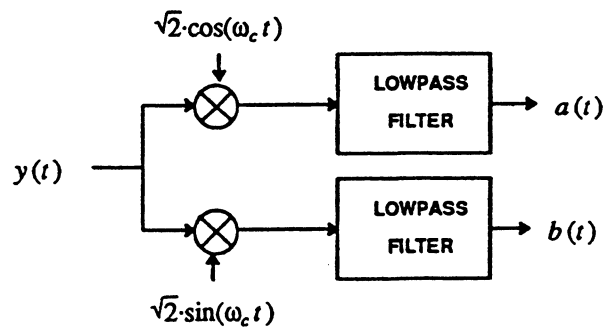 √2·cos(ω_c t)
LOWPASS
FILTER
a(t)
y(t)
LOWPASS
FILTER
b(t)
√2·sin(ω_c t)